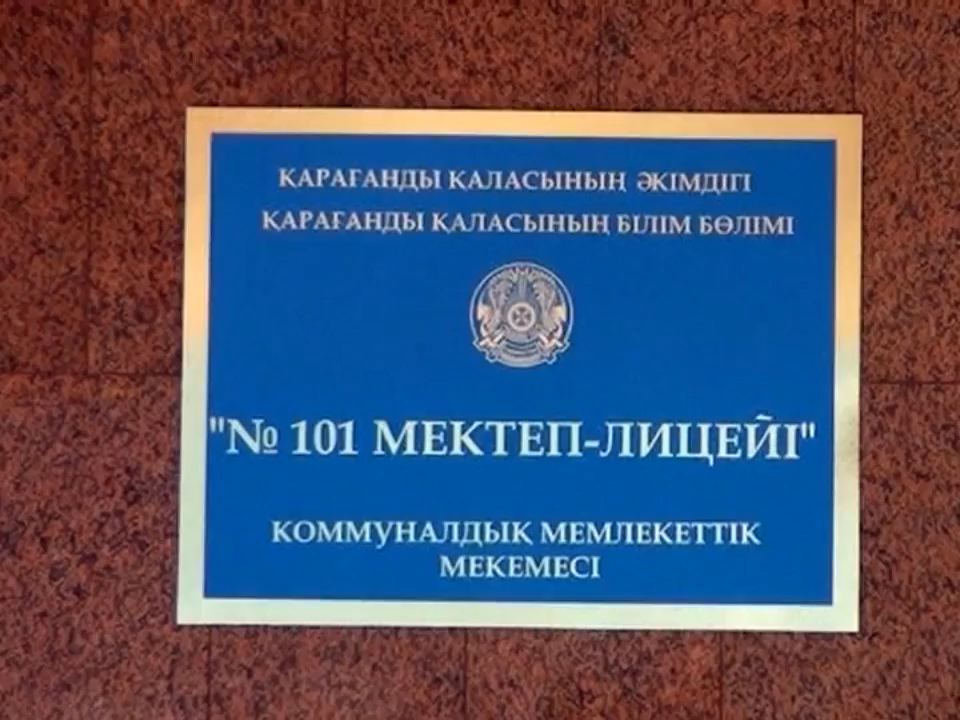 ҚАРАҒАНДЫ ҚАЛАСЫНЫҢ ӘКІМДІГІ
ҚАРАҒАНДЫ ҚАЛАСЫНЫҢ БІЛІМ БӨЛІМІ
"№ 101 МЕКТЕП-ЛИЦЕЙІ"
КОММУНАЛДЫҚ МЕМЛЕКЕТТІК
МЕКЕМЕСІ